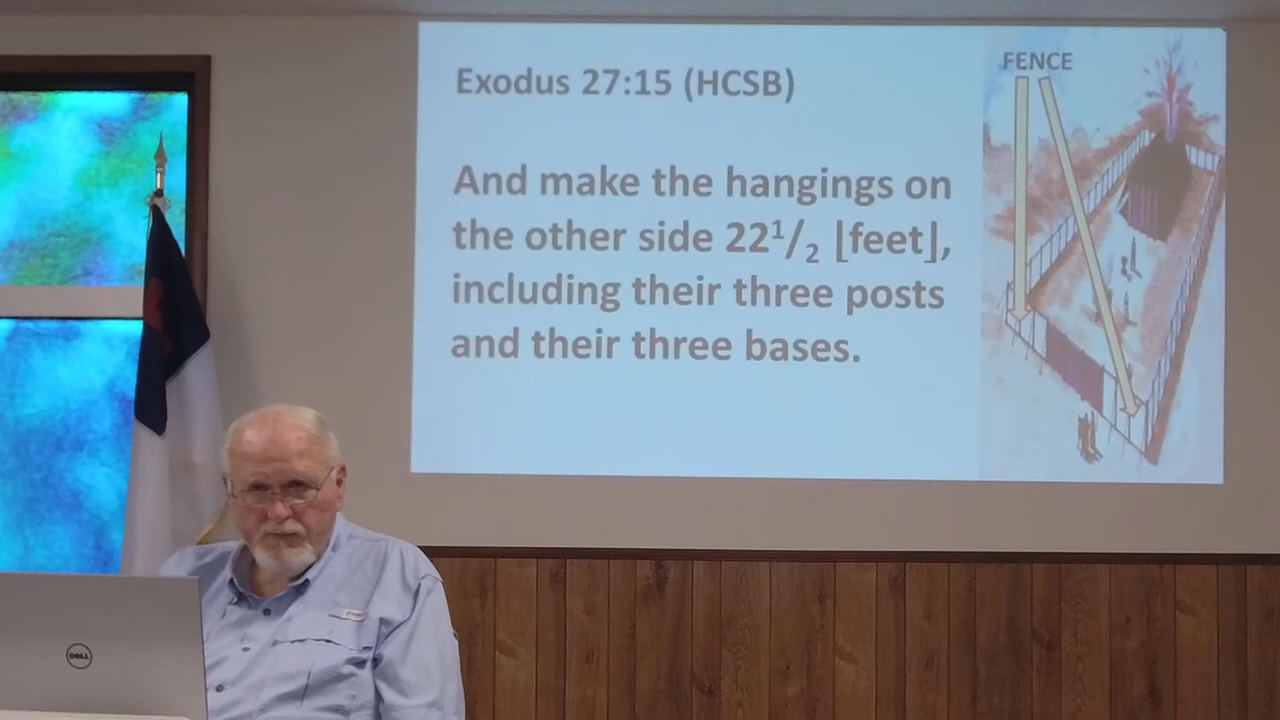 Exodus 27:15 (HCSB)
And make the hangings on
the other side 22¹/₂ ⌊feet⌋,
including their three posts
and their three bases.
FENCE
DELL